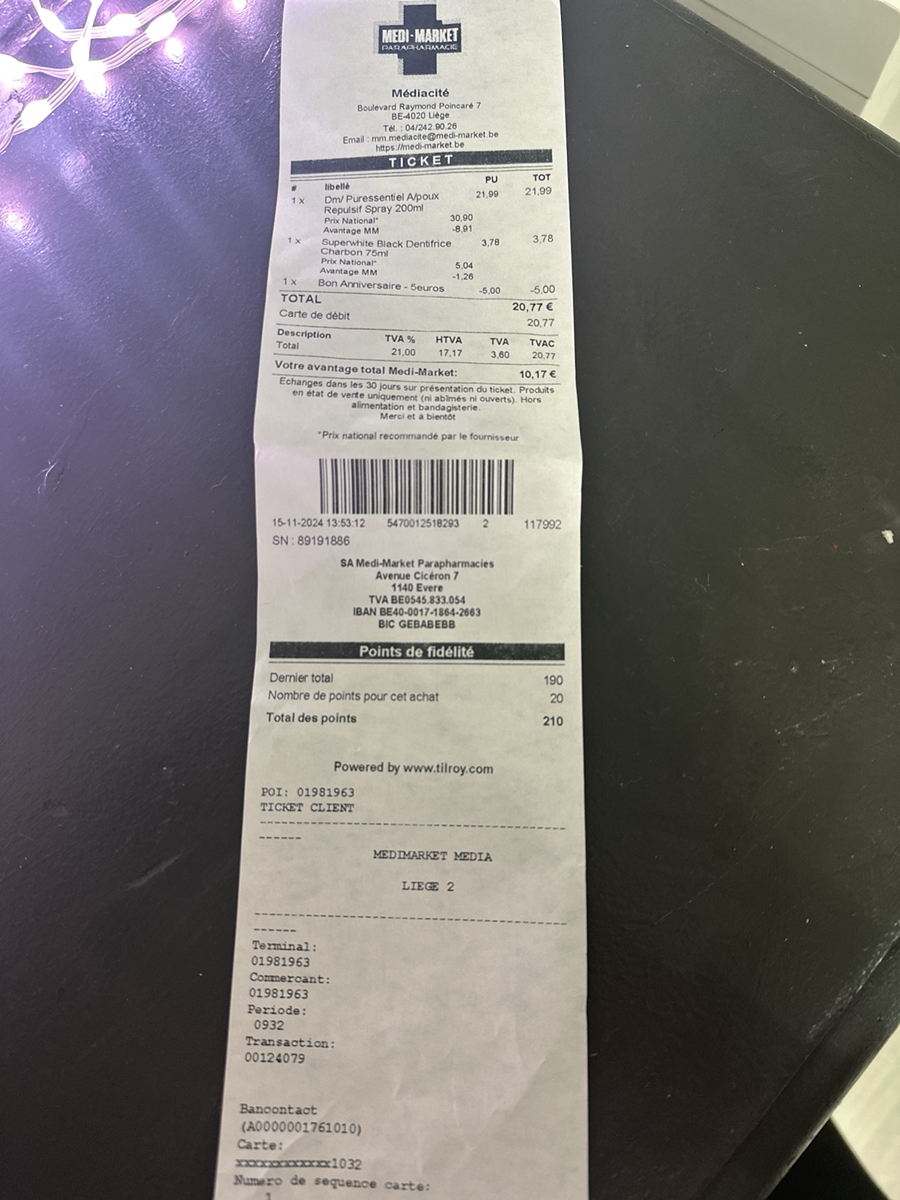 MEDI-MARKET
PARAPHARMACIE
Médiacité
Boulevard Raymond Poincaré 7
BE-4020 Liège
Tél. : 04/242.90.26
Email : mm.mediacite@medi-market.be
https://medi-market.be
TICKET
# libellé PU TOT
1 x Dm/ Puressentiel A/poux 21,99 21,99
Repulsif Spray 200ml
Prix National* 30,90
Avantage MM -8,91
1 x Superwhite Black Dentifrice 3,78 3,78
Charbon 75ml
Prix National* 5,04
Avantage MM -1,26
1 x Bon Anniversaire - 5euros -5,00 -5,00
TOTAL 20,77 €
Carte de débit 20,77
Description TVA % HTVA TVA TVAC
Total 21,00 17,17 3,60 20,77
Votre avantage total Medi-Market: 10,17 €
Echanges dans les 30 jours sur présentation du ticket. Produits
en état de vente uniquement (ni abîmés ni ouverts). Hors
alimentation et bandagisterie.
Merci et à bientôt
*Prix national recommandé par le fournisseur
15-11-2024 13:53:12 5470012518293 2 117992
SN : 89191886
SA Medi-Market Parapharmacies
Avenue Cicéron 7
1140 Evere
TVA BE0545.833.054
IBAN BE40-0017-1864-2663
BIC GEBABEBB
Points de fidélité
Dernier total 190
Nombre de points pour cet achat 20
Total des points 210
Powered by www.tilroy.com
POI: 01981963
TICKET CLIENT
--------------------------------------
------
MEDIMARKET MEDIA
LIEGE 2
--------------------------------------
------
Terminal:
01981963
Commercant:
01981963
Periode:
0932
Transaction:
00124079
Bancontact
(A0000001761010)
Carte:
xxxxxxxxxxxx1032
Numero de sequence carte:
1